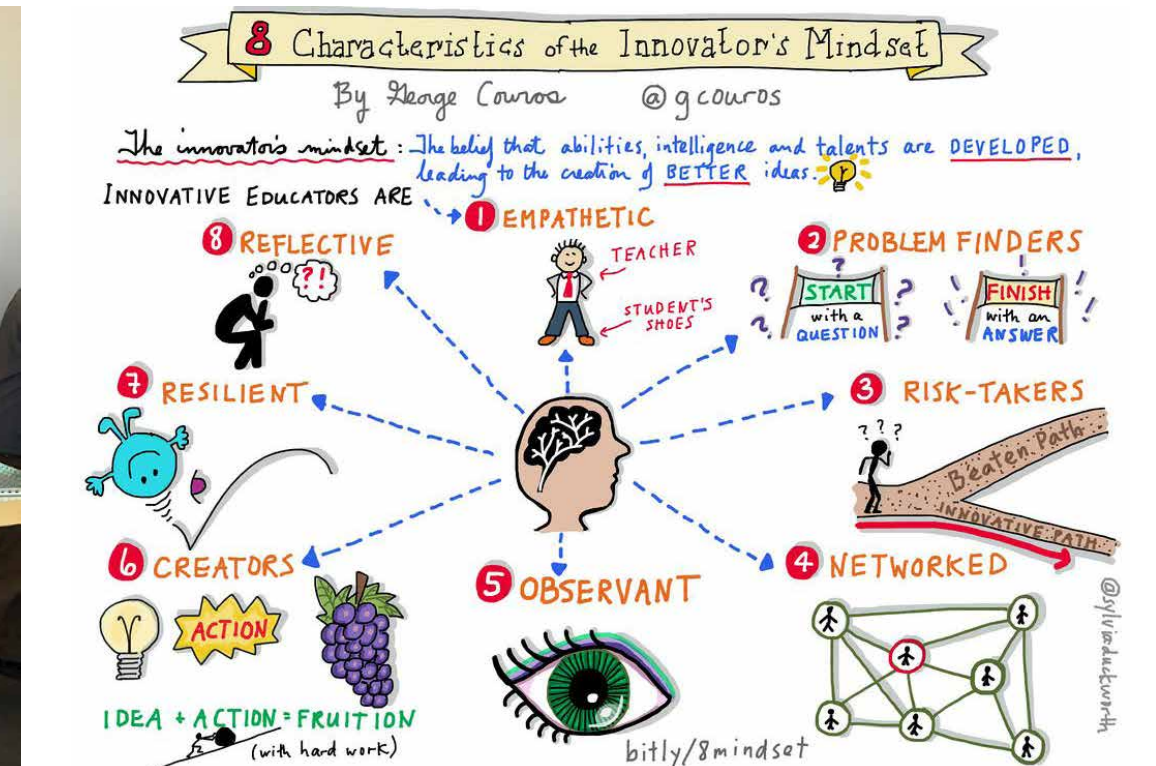 8 Characteristics of the Innovator's Mindset
By George Couros @gcouros
The innovator's mindset: The belief that abilities, intelligence and talents are DEVELOPED,
leading to the creation of BETTER ideas.
INNOVATIVE EDUCATORS ARE
1 EMPATHETIC
TEACHER
STUDENT'S
SHOES
2 PROBLEM FINDERS
?
? ?
? ?
START
with a
QUESTION
! ! !
! !
! !
FINISH
with an
ANSWER
3 RISK-TAKERS
? ? ?
Beaten Path
INNOVATIVE PATH
4 NETWORKED
5 OBSERVANT
6 CREATORS
ACTION
IDEA + ACTION = FRUITION
(with hard work)
7 RESILIENT
8 REFLECTIVE
?!
bitly/8mindset
@sylviaduckworth